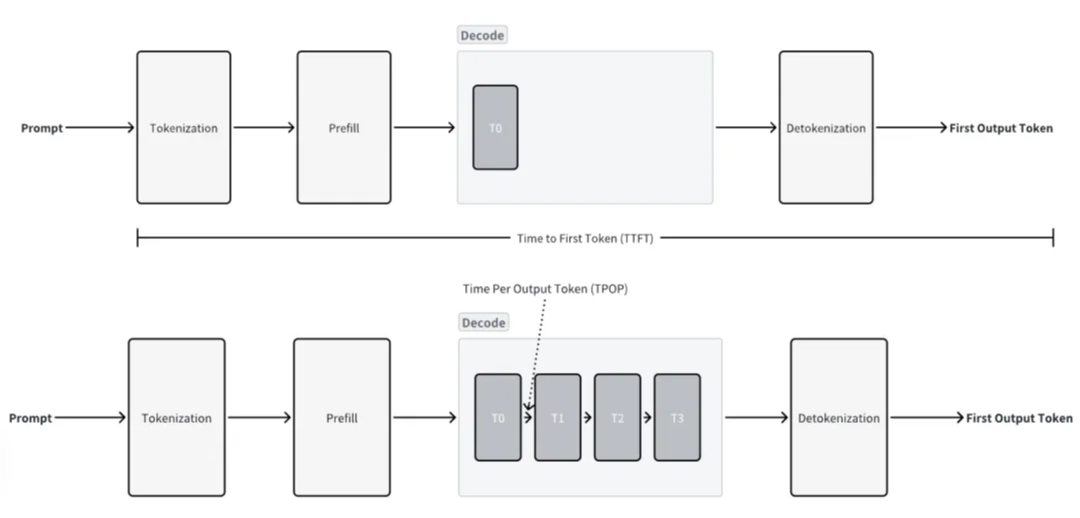 Decode
Prompt
Tokenization
Prefill
T0
Detokenization
First Output Token
Time to First Token (TTFT)
Time Per Output Token (TPOP)
Decode
Prompt
Tokenization
Prefill
T0
T1
T2
T3
Detokenization
First Output Token